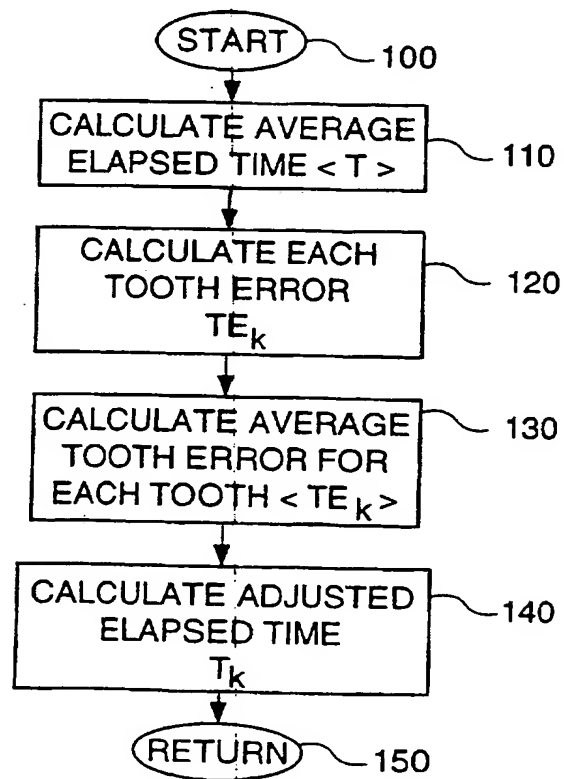 START
100
CALCULATE AVERAGE
ELAPSED TIME < T >
110
CALCULATE EACH
TOOTH ERROR
TEk
120
CALCULATE AVERAGE
TOOTH ERROR FOR
EACH TOOTH < TEk >
130
CALCULATE ADJUSTED
ELAPSED TIME
Tk
140
RETURN
150